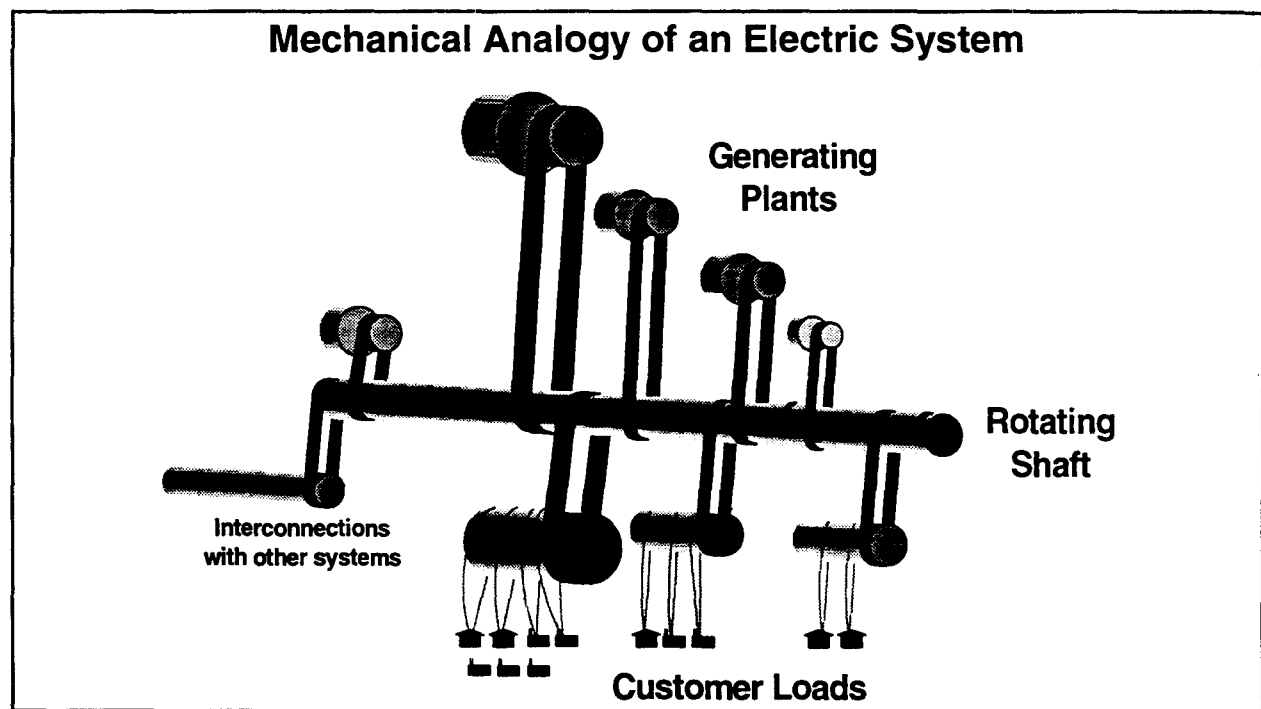 Mechanical Analogy of an Electric System
Generating
Plants
Rotating
Shaft
Interconnections
with other systems
Customer Loads